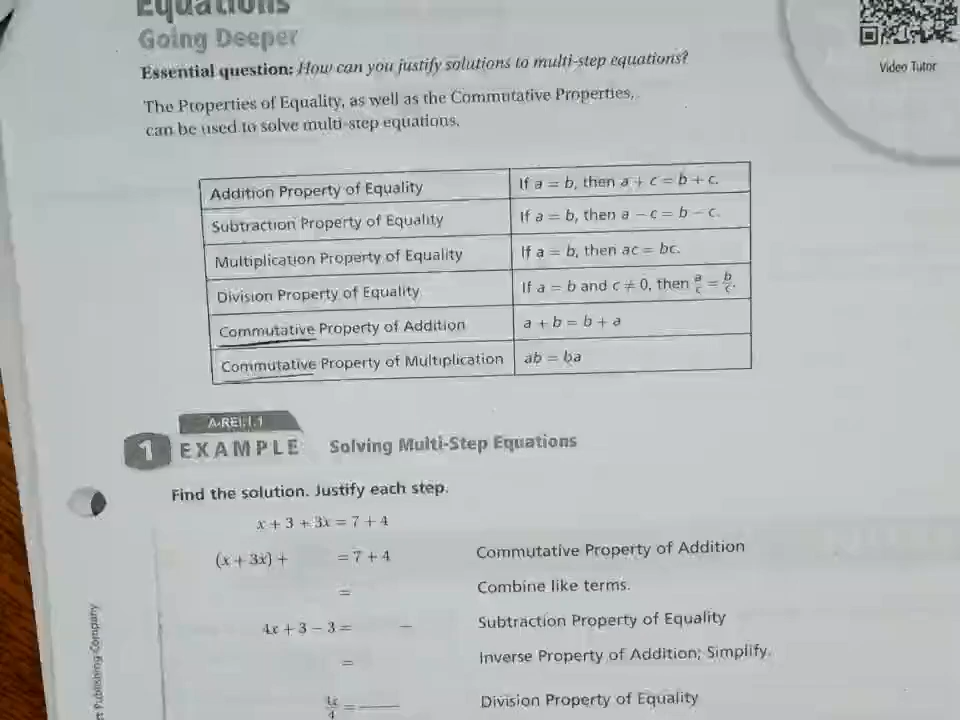 Equations
Going Deeper
Essential question: How can you justify solutions to multi-step equations?
Video Tutor
The Properties of Equality, as well as the Commutative Properties,
can be used to solve multi-step equations.
Addition Property of Equality If a = b, then a + c = b + c.
Subtraction Property of Equality If a = b, then a − c = b − c.
Multiplication Property of Equality If a = b, then ac = bc.
Division Property of Equality If a = b and c ≠ 0, then a/c = b/c.
Commutative Property of Addition a + b = b + a
Commutative Property of Multiplication ab = ba
A-REI.1.1
1 EXAMPLE Solving Multi-Step Equations
Find the solution. Justify each step.
x + 3 + 3x = 7 + 4
(x + 3x) + = 7 + 4 Commutative Property of Addition
= Combine like terms.
4x + 3 − 3 = − Subtraction Property of Equality
= Inverse Property of Addition; Simplify.
4x/4 = ___ Division Property of Equality
Publishing Company